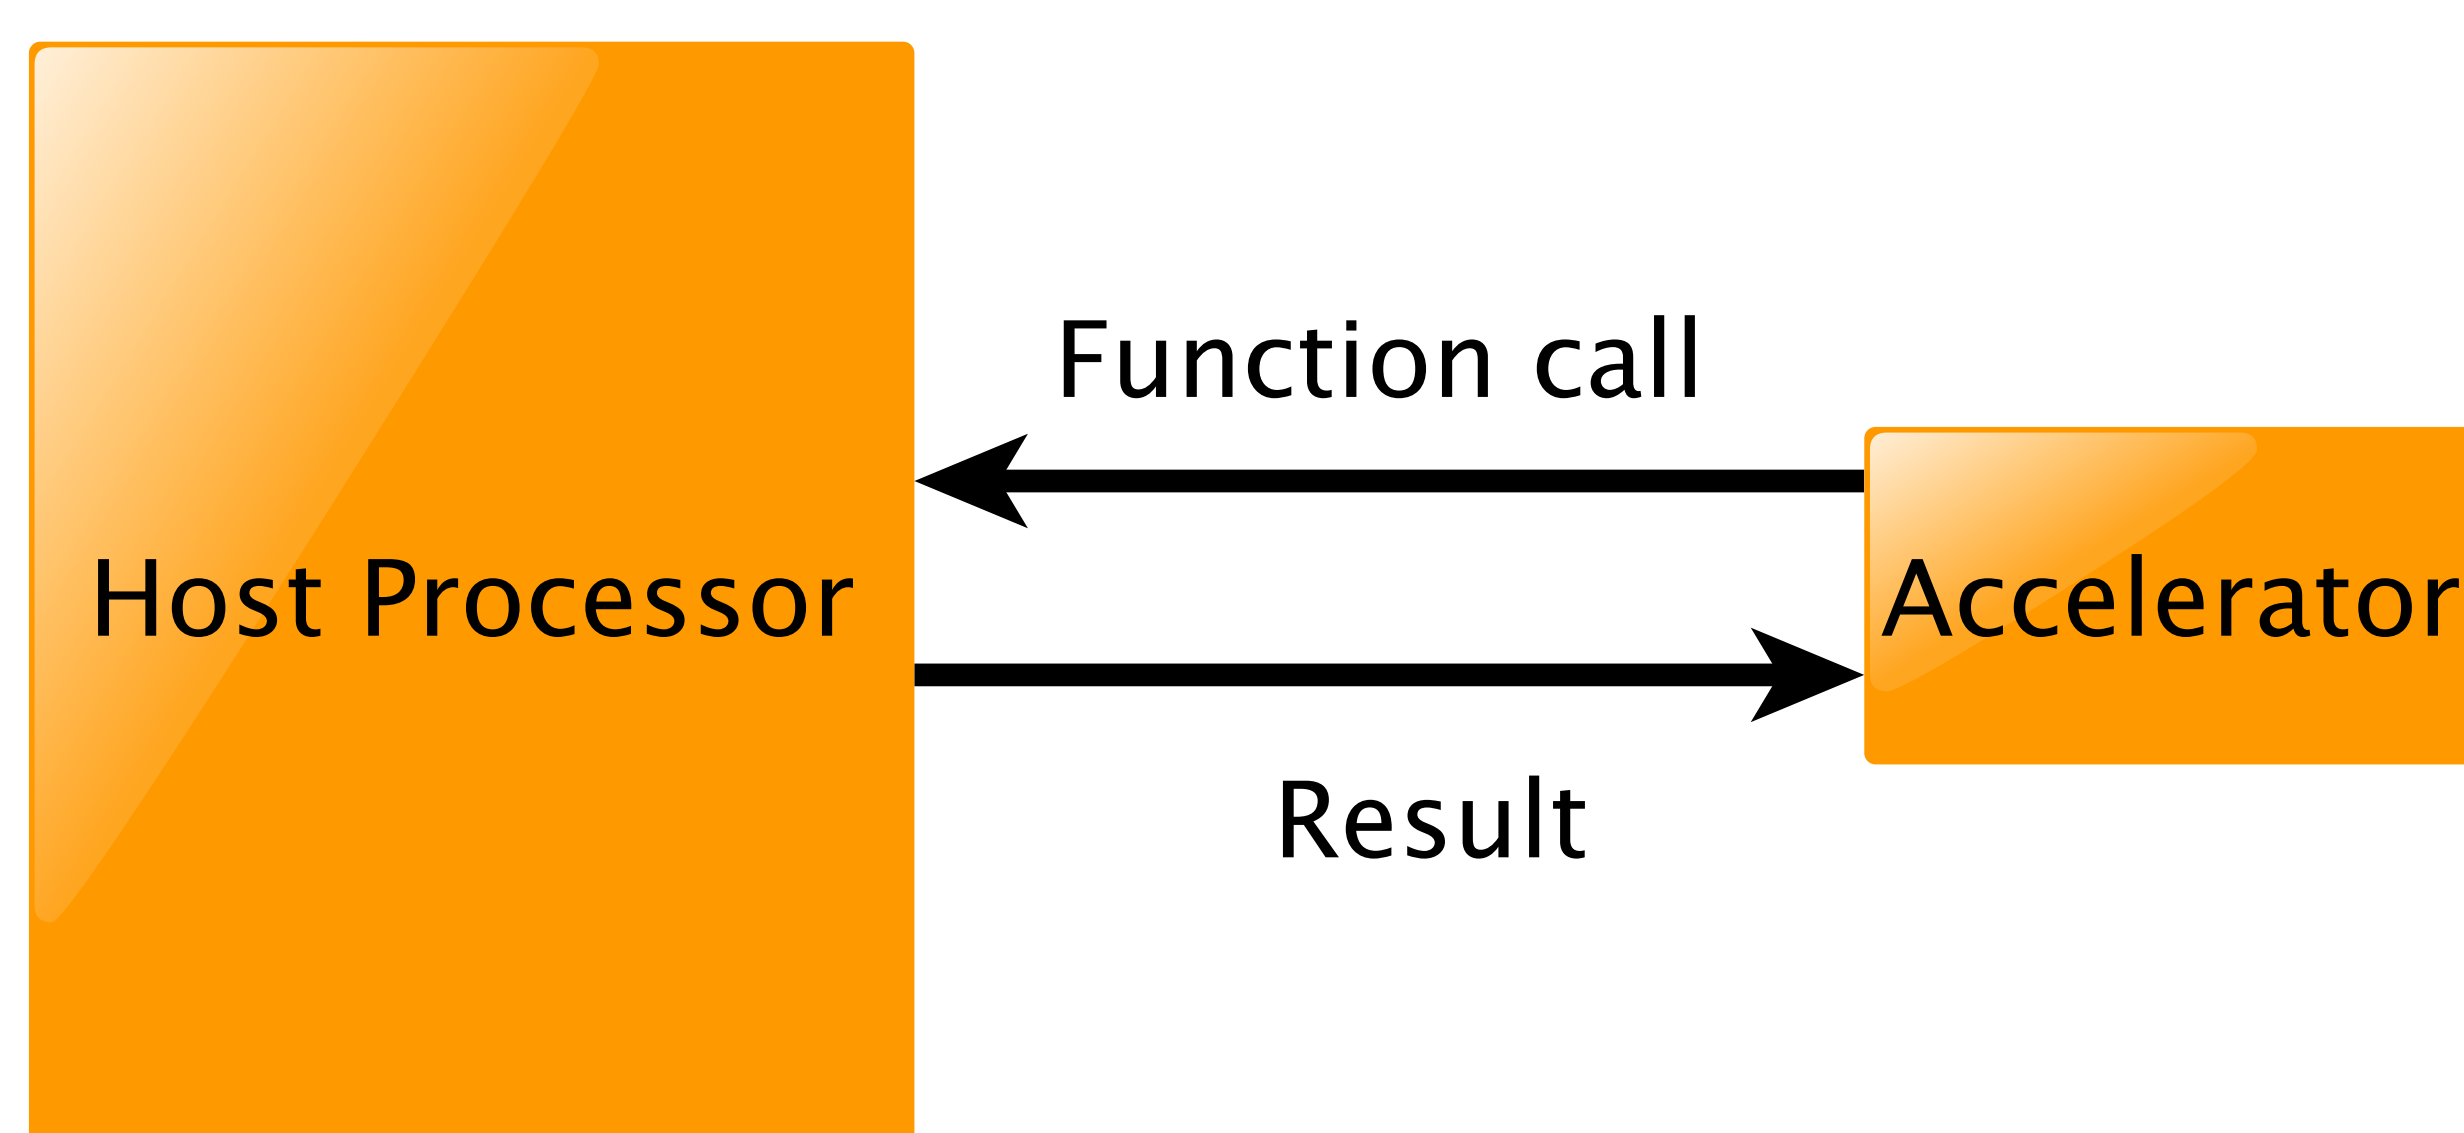 Function call
Host Processor
Accelerator
Result